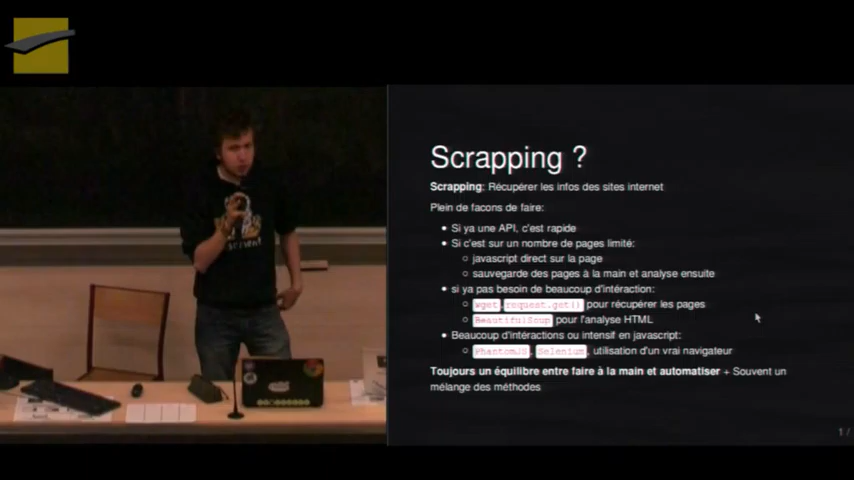 Scrapping ?
Scrapping: Récupérer les infos des sites internet
Plein de facons de faire:
Si ya une API, c'est rapide
Si c'est sur un nombre de pages limité:
javascript direct sur la page
sauvegarde des pages à la main et analyse ensuite
si ya pas besoin de beaucoup d'intéraction:
wget,request.get() pour récupérer les pages
BeautifulSoup pour l'analyse HTML
Beaucoup d'intéractions ou intensif en javascript:
PhantomJS, Selenium, utilisation d'un vrai navigateur
Toujours un équilibre entre faire à la main et automatiser + Souvent un
mélange des méthodes
1 /